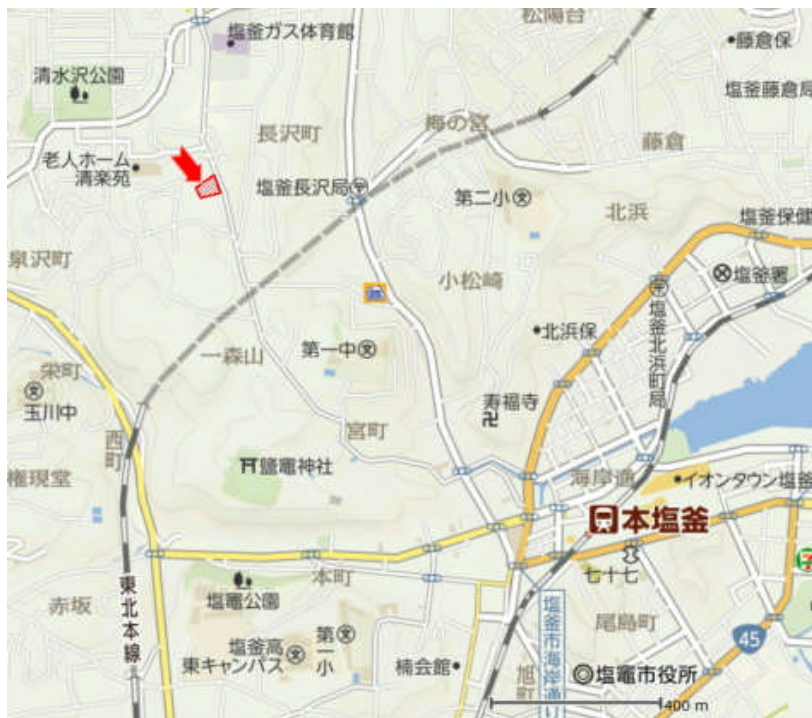 松陽台
塩釜ガス体育館
藤倉保
清水沢公園
塩釜藤倉局
長沢町
梅の宮
藤倉
老人ホーム
清楽苑
塩釜長沢局
第二小
北浜
塩釜保健
泉沢町
小松崎
塩釜署
塩釜北浜町局
北浜保
一森山
第一中
栄町
玉川中
寿福寺
西町
宮町
鹽竈神社
海岸通
権現堂
イオンタウン塩釜
本塩釜
七十七
東北本線
本町
赤坂
塩竈公園
塩釜市海岸通り
尾島町
45
塩釜高
東キャンパス
第一小
楠会館
旭町
塩竈市役所
400 m